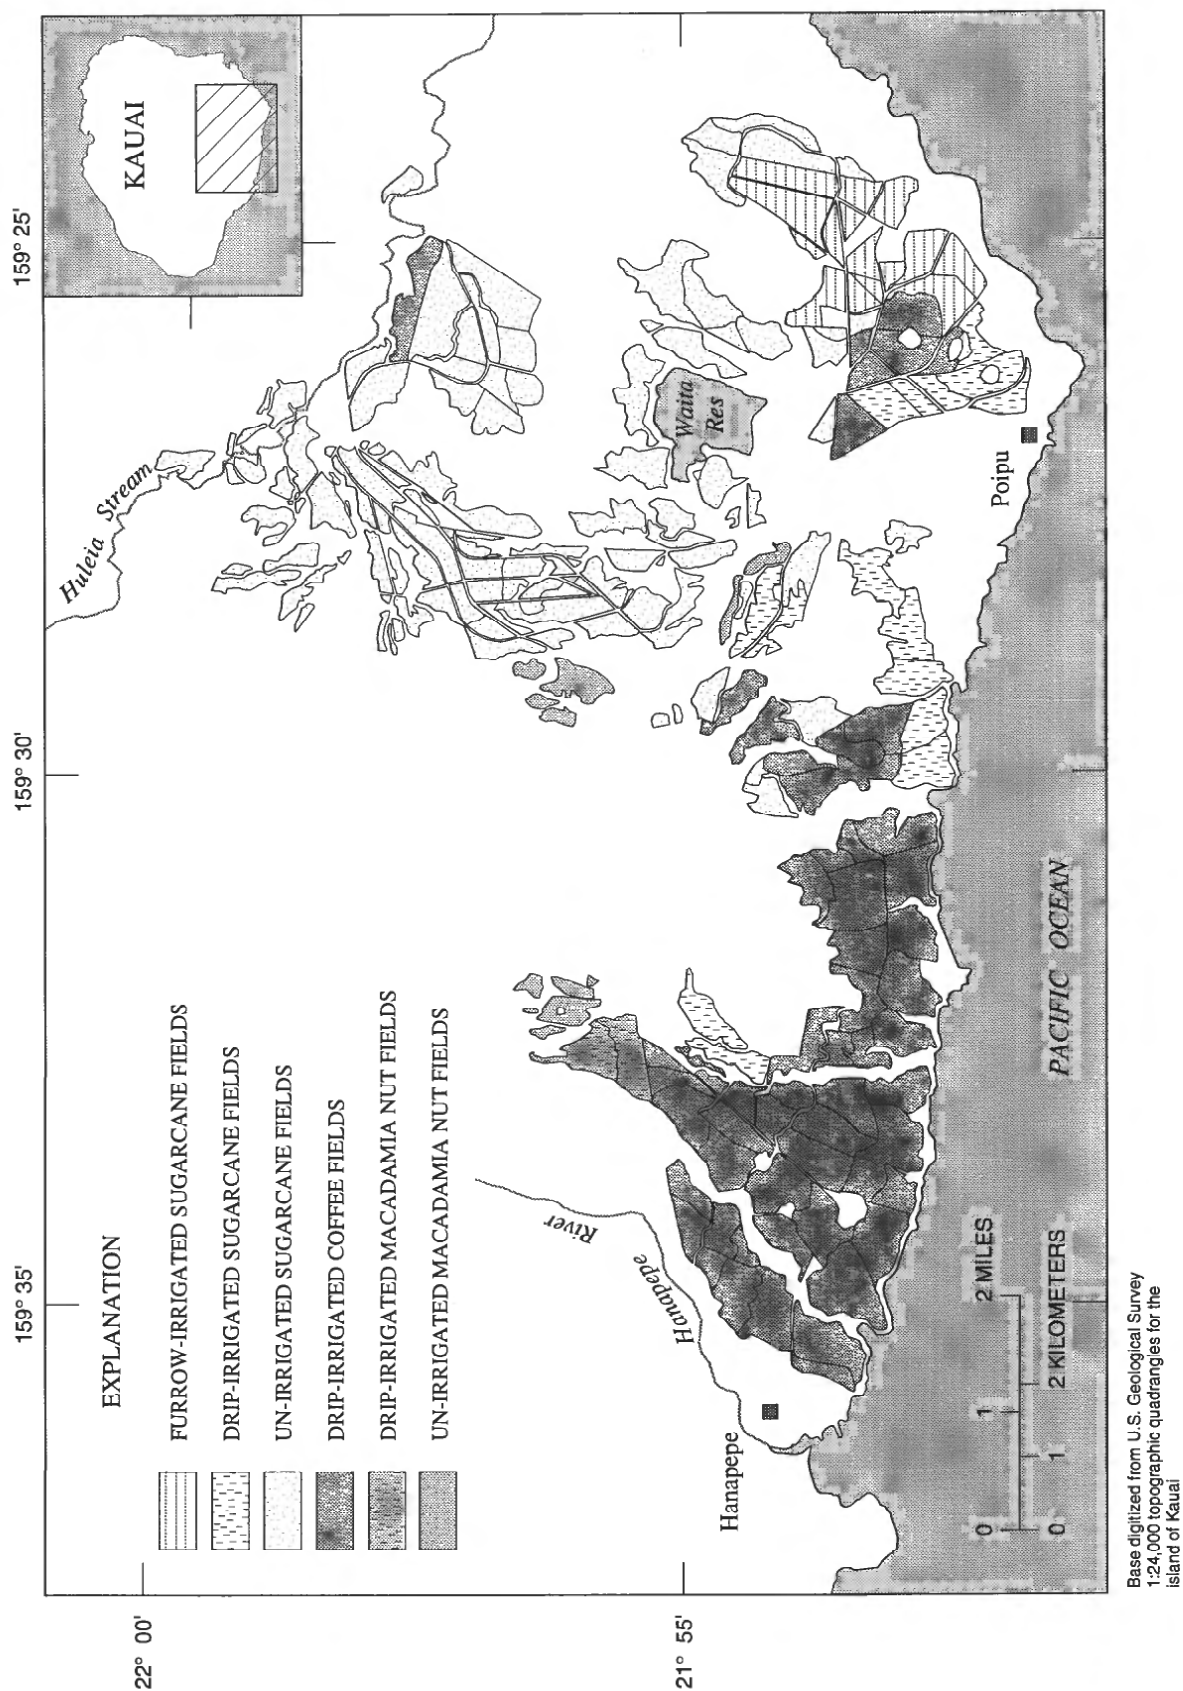 159° 35'
159° 30'
159° 25'
22° 00'
21° 55'
KAUAI
Huleia Stream
Waita
Res
EXPLANATION
FURROW-IRRIGATED SUGARCANE FIELDS
DRIP-IRRIGATED SUGARCANE FIELDS
UN-IRRIGATED SUGARCANE FIELDS
DRIP-IRRIGATED COFFEE FIELDS
DRIP-IRRIGATED MACADAMIA NUT FIELDS
UN-IRRIGATED MACADAMIA NUT FIELDS
Hanapepe River
Hanapepe
Poipu
PACIFIC OCEAN
0 1 2 MILES
0 1 2 KILOMETERS
Base digitized from U.S. Geological Survey
1:24,000 topographic quadrangles for the
island of Kauai